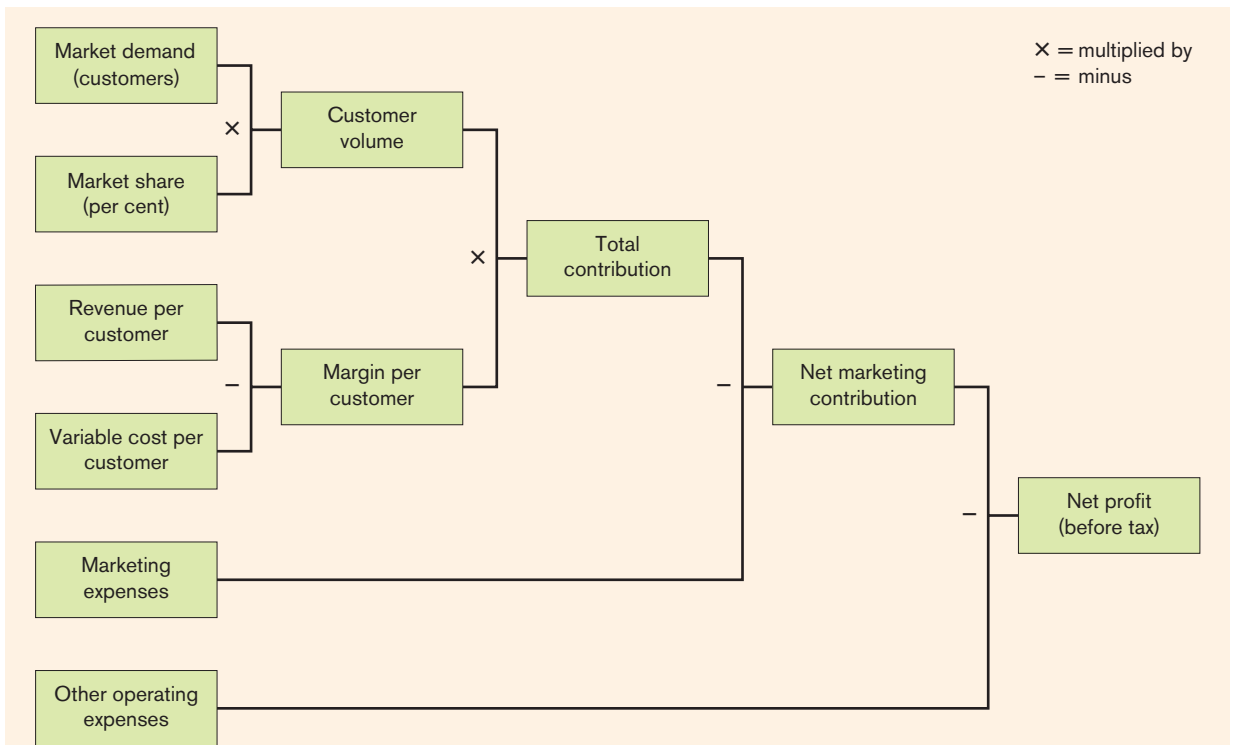 Market demand
(customers)
× = multiplied by
– = minus
Customer
volume
×
Market share
(per cent)
Total
contribution
×
Revenue per
customer
Margin per
customer
–
Net marketing
contribution
–
Variable cost per
customer
Net profit
(before tax)
–
Marketing
expenses
Other operating
expenses